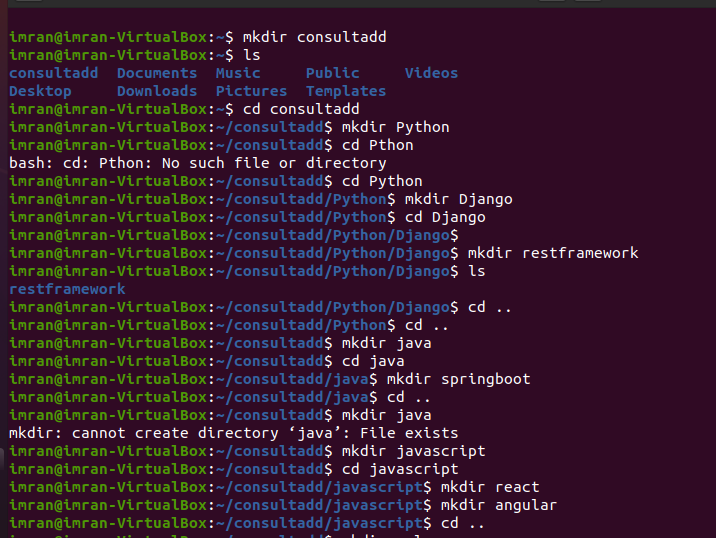 imran@imran-VirtualBox:~$ mkdir consultadd
imran@imran-VirtualBox:~$ ls
consultadd  Documents  Music     Public     Videos
Desktop     Downloads  Pictures  Templates
imran@imran-VirtualBox:~$ cd consultadd
imran@imran-VirtualBox:~/consultadd$ mkdir Python
imran@imran-VirtualBox:~/consultadd$ cd Pthon
bash: cd: Pthon: No such file or directory
imran@imran-VirtualBox:~/consultadd$ cd Python
imran@imran-VirtualBox:~/consultadd/Python$ mkdir Django
imran@imran-VirtualBox:~/consultadd/Python$ cd Django
imran@imran-VirtualBox:~/consultadd/Python/Django$
imran@imran-VirtualBox:~/consultadd/Python/Django$ mkdir restframework
imran@imran-VirtualBox:~/consultadd/Python/Django$ ls
restframework
imran@imran-VirtualBox:~/consultadd/Python/Django$ cd ..
imran@imran-VirtualBox:~/consultadd/Python$ cd ..
imran@imran-VirtualBox:~/consultadd$ mkdir java
imran@imran-VirtualBox:~/consultadd$ cd java
imran@imran-VirtualBox:~/consultadd/java$ mkdir springboot
imran@imran-VirtualBox:~/consultadd/java$ cd ..
imran@imran-VirtualBox:~/consultadd$ mkdir java
mkdir: cannot create directory ‘java’: File exists
imran@imran-VirtualBox:~/consultadd$ mkdir javascript
imran@imran-VirtualBox:~/consultadd$ cd javascript
imran@imran-VirtualBox:~/consultadd/javascript$ mkdir react
imran@imran-VirtualBox:~/consultadd/javascript$ mkdir angular
imran@imran-VirtualBox:~/consultadd/javascript$ cd ..